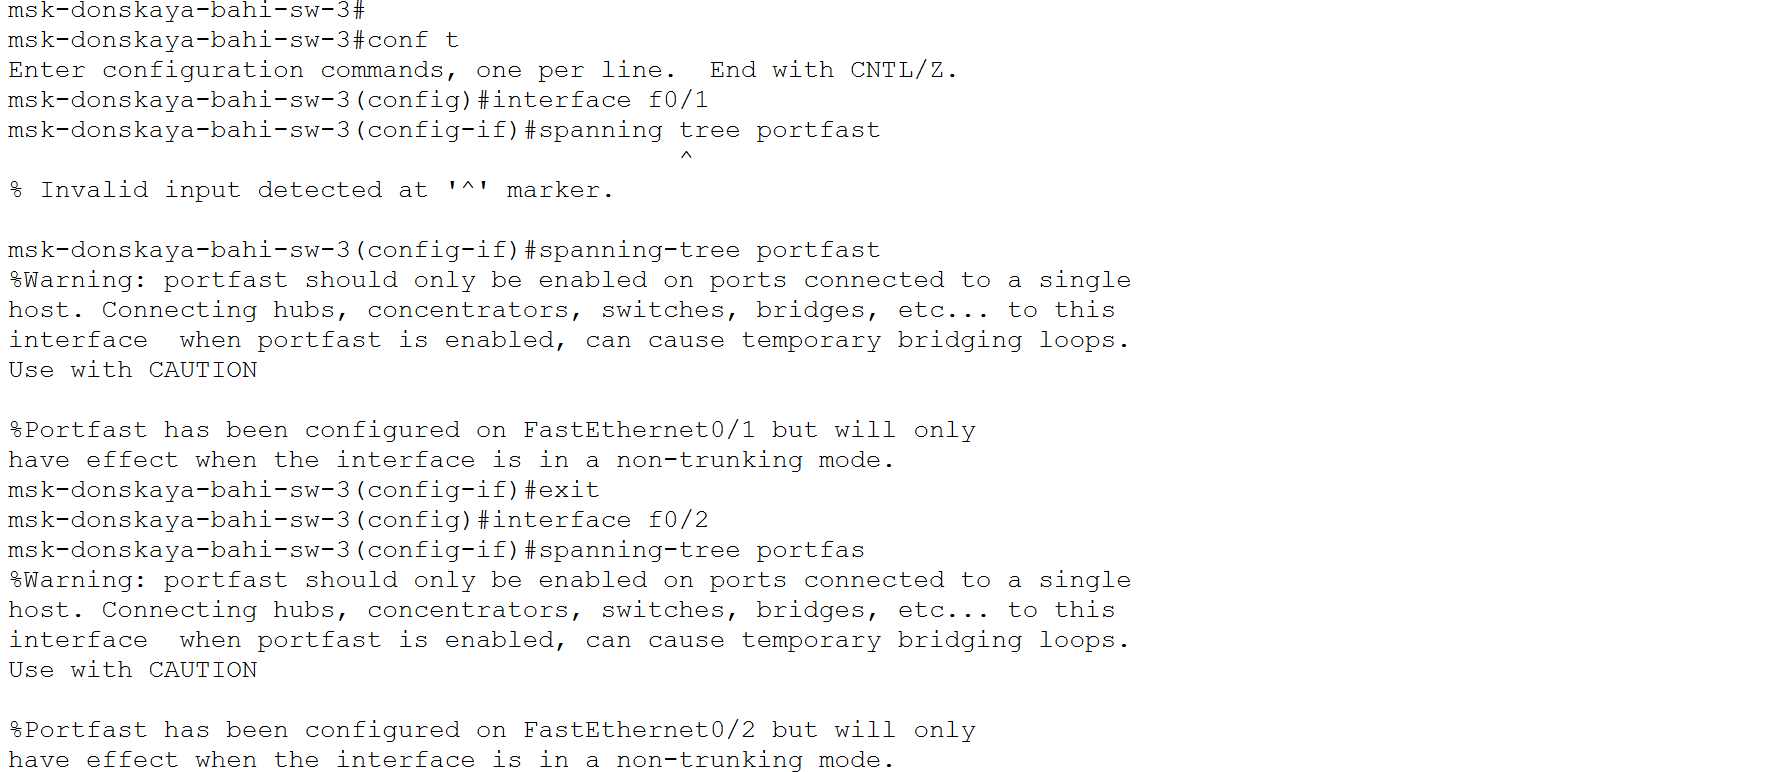 msk-donskaya-bahi-sw-3#
msk-donskaya-bahi-sw-3#conf t
Enter configuration commands, one per line.  End with CNTL/Z.
msk-donskaya-bahi-sw-3(config)#interface f0/1
msk-donskaya-bahi-sw-3(config-if)#spanning tree portfast
                                           ^
% Invalid input detected at '^' marker.

msk-donskaya-bahi-sw-3(config-if)#spanning-tree portfast
%Warning: portfast should only be enabled on ports connected to a single
host. Connecting hubs, concentrators, switches, bridges, etc... to this
interface  when portfast is enabled, can cause temporary bridging loops.
Use with CAUTION

%Portfast has been configured on FastEthernet0/1 but will only
have effect when the interface is in a non-trunking mode.
msk-donskaya-bahi-sw-3(config-if)#exit
msk-donskaya-bahi-sw-3(config)#interface f0/2
msk-donskaya-bahi-sw-3(config-if)#spanning-tree portfas
%Warning: portfast should only be enabled on ports connected to a single
host. Connecting hubs, concentrators, switches, bridges, etc... to this
interface  when portfast is enabled, can cause temporary bridging loops.
Use with CAUTION

%Portfast has been configured on FastEthernet0/2 but will only
have effect when the interface is in a non-trunking mode.